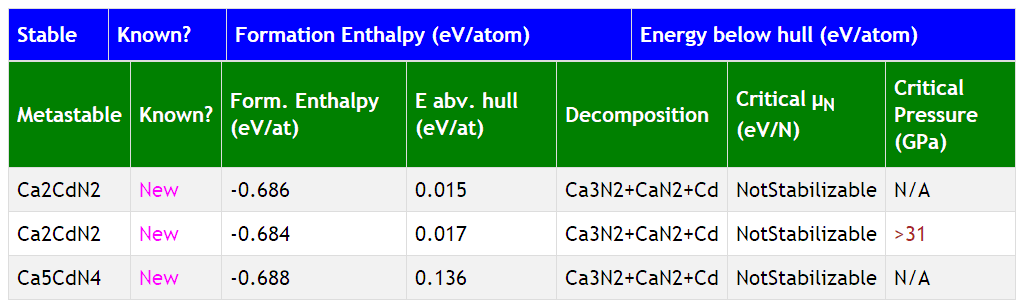 Stable Known? Formation Enthalpy (eV/atom) Energy below hull (eV/atom)
Metastable Known? Form. Enthalpy (eV/at) E abv. hull (eV/at) Decomposition Critical μN (eV/N) Critical Pressure (GPa)
Ca2CdN2 New -0.686 0.015 Ca3N2+CaN2+Cd NotStabilizable N/A
Ca2CdN2 New -0.684 0.017 Ca3N2+CaN2+Cd NotStabilizable >31
Ca5CdN4 New -0.688 0.136 Ca3N2+CaN2+Cd NotStabilizable N/A